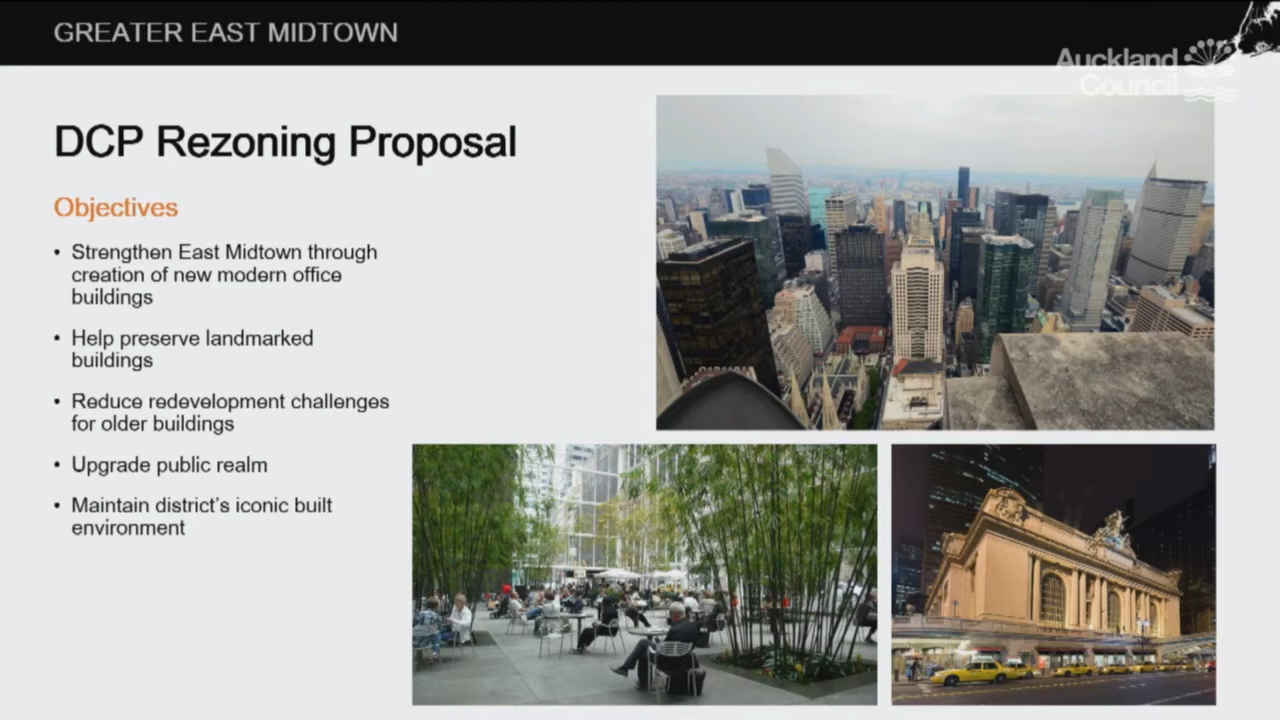 GREATER EAST MIDTOWN
Auckland
Council
DCP Rezoning Proposal
Objectives
• Strengthen East Midtown through
creation of new modern office
buildings
• Help preserve landmarked
buildings
• Reduce redevelopment challenges
for older buildings
• Upgrade public realm
• Maintain district's iconic built
environment